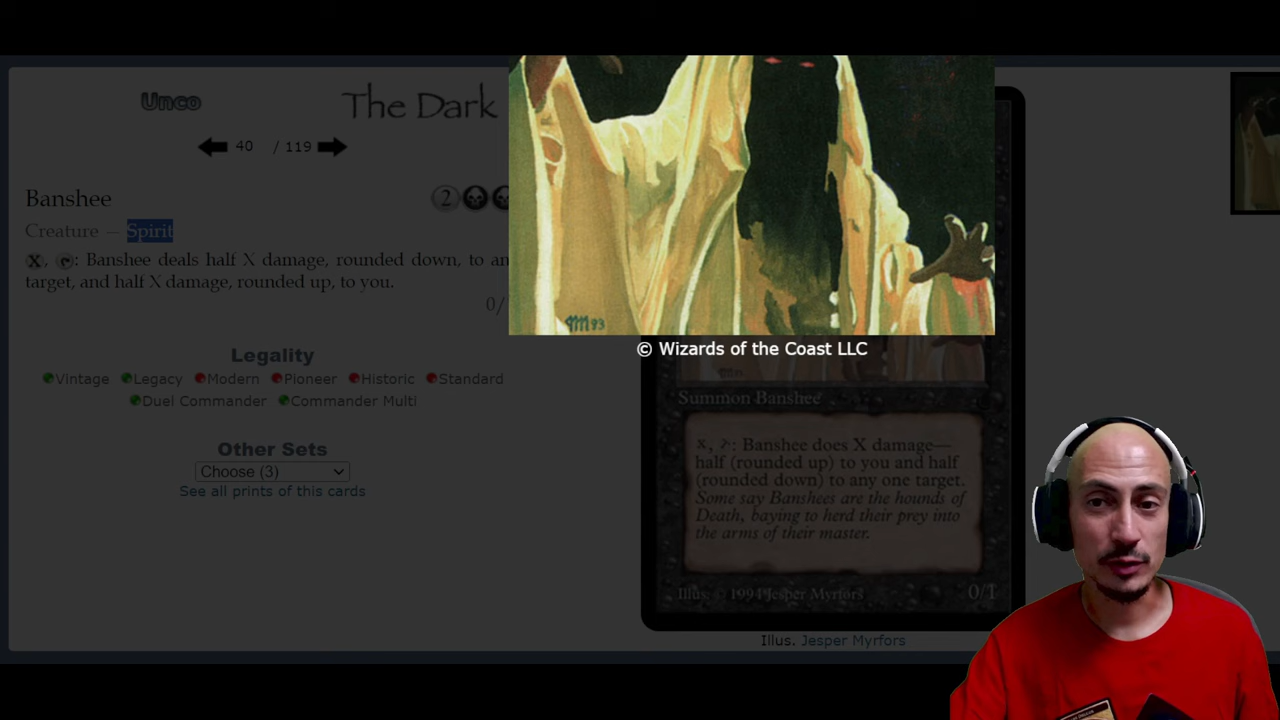 Unco
The Dark
40 / 119
Banshee
2
Creature — Spirit
X, : Banshee deals half X damage, rounded down, to an
target, and half X damage, rounded up, to you.
0/
Legality
Vintage Legacy Modern Pioneer Historic Standard
Duel Commander Commander Multi
Other Sets
Choose (3)
See all prints of this cards
93
© Wizards of the Coast LLC
Summon Banshee
X, : Banshee does X damage—
half (rounded up) to you and half
(rounded down) to any one target.
Some say Banshees are the hounds of
Death, baying to herd their prey into
the arms of their master.
Illus. © 1994 Jesper Myrfors
0/1
Illus. Jesper Myrfors